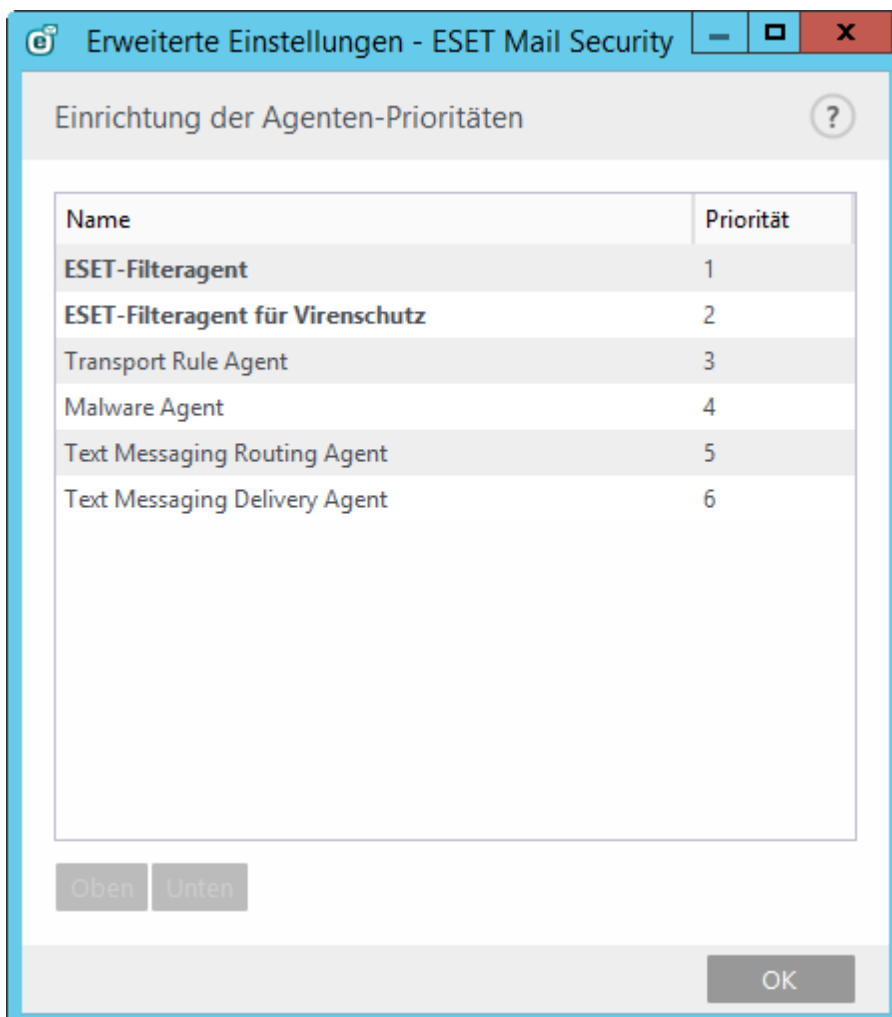 Erweiterte Einstellungen - ESET Mail Security
Einrichtung der Agenten-Prioritäten ?
Name Priorität
ESET-Filteragent 1
ESET-Filteragent für Virenschutz 2
Transport Rule Agent 3
Malware Agent 4
Text Messaging Routing Agent 5
Text Messaging Delivery Agent 6
Oben Unten
OK